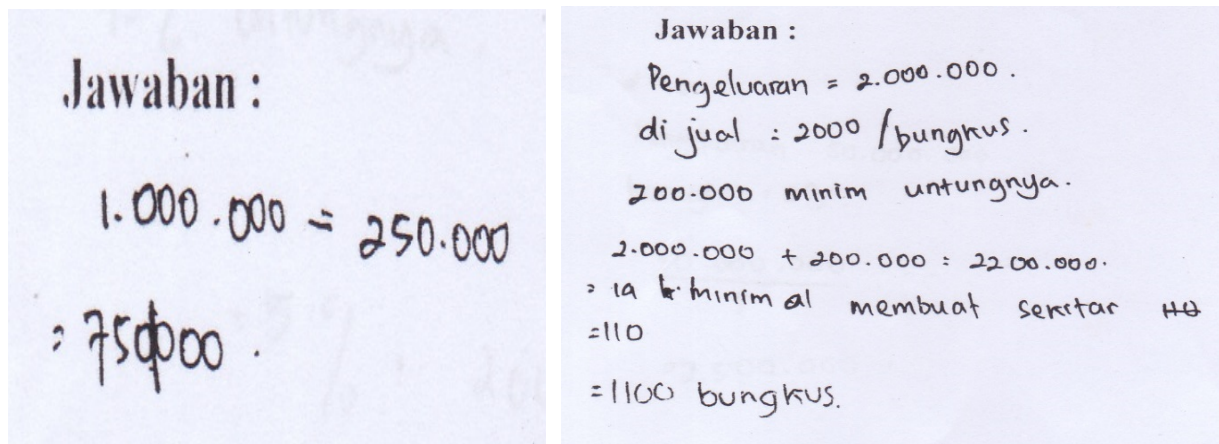 Jawaban :
1.000.000 = 250.000
= 750000 .
Jawaban :
Pengeluaran = 2.000.000 .
di jual : 2000 / bungkus .
200.000 minim untungnya.
2.000.000 + 200.000 = 2200.000.
= ia minimal membuat sekitar
=110
=1100 bungkus.